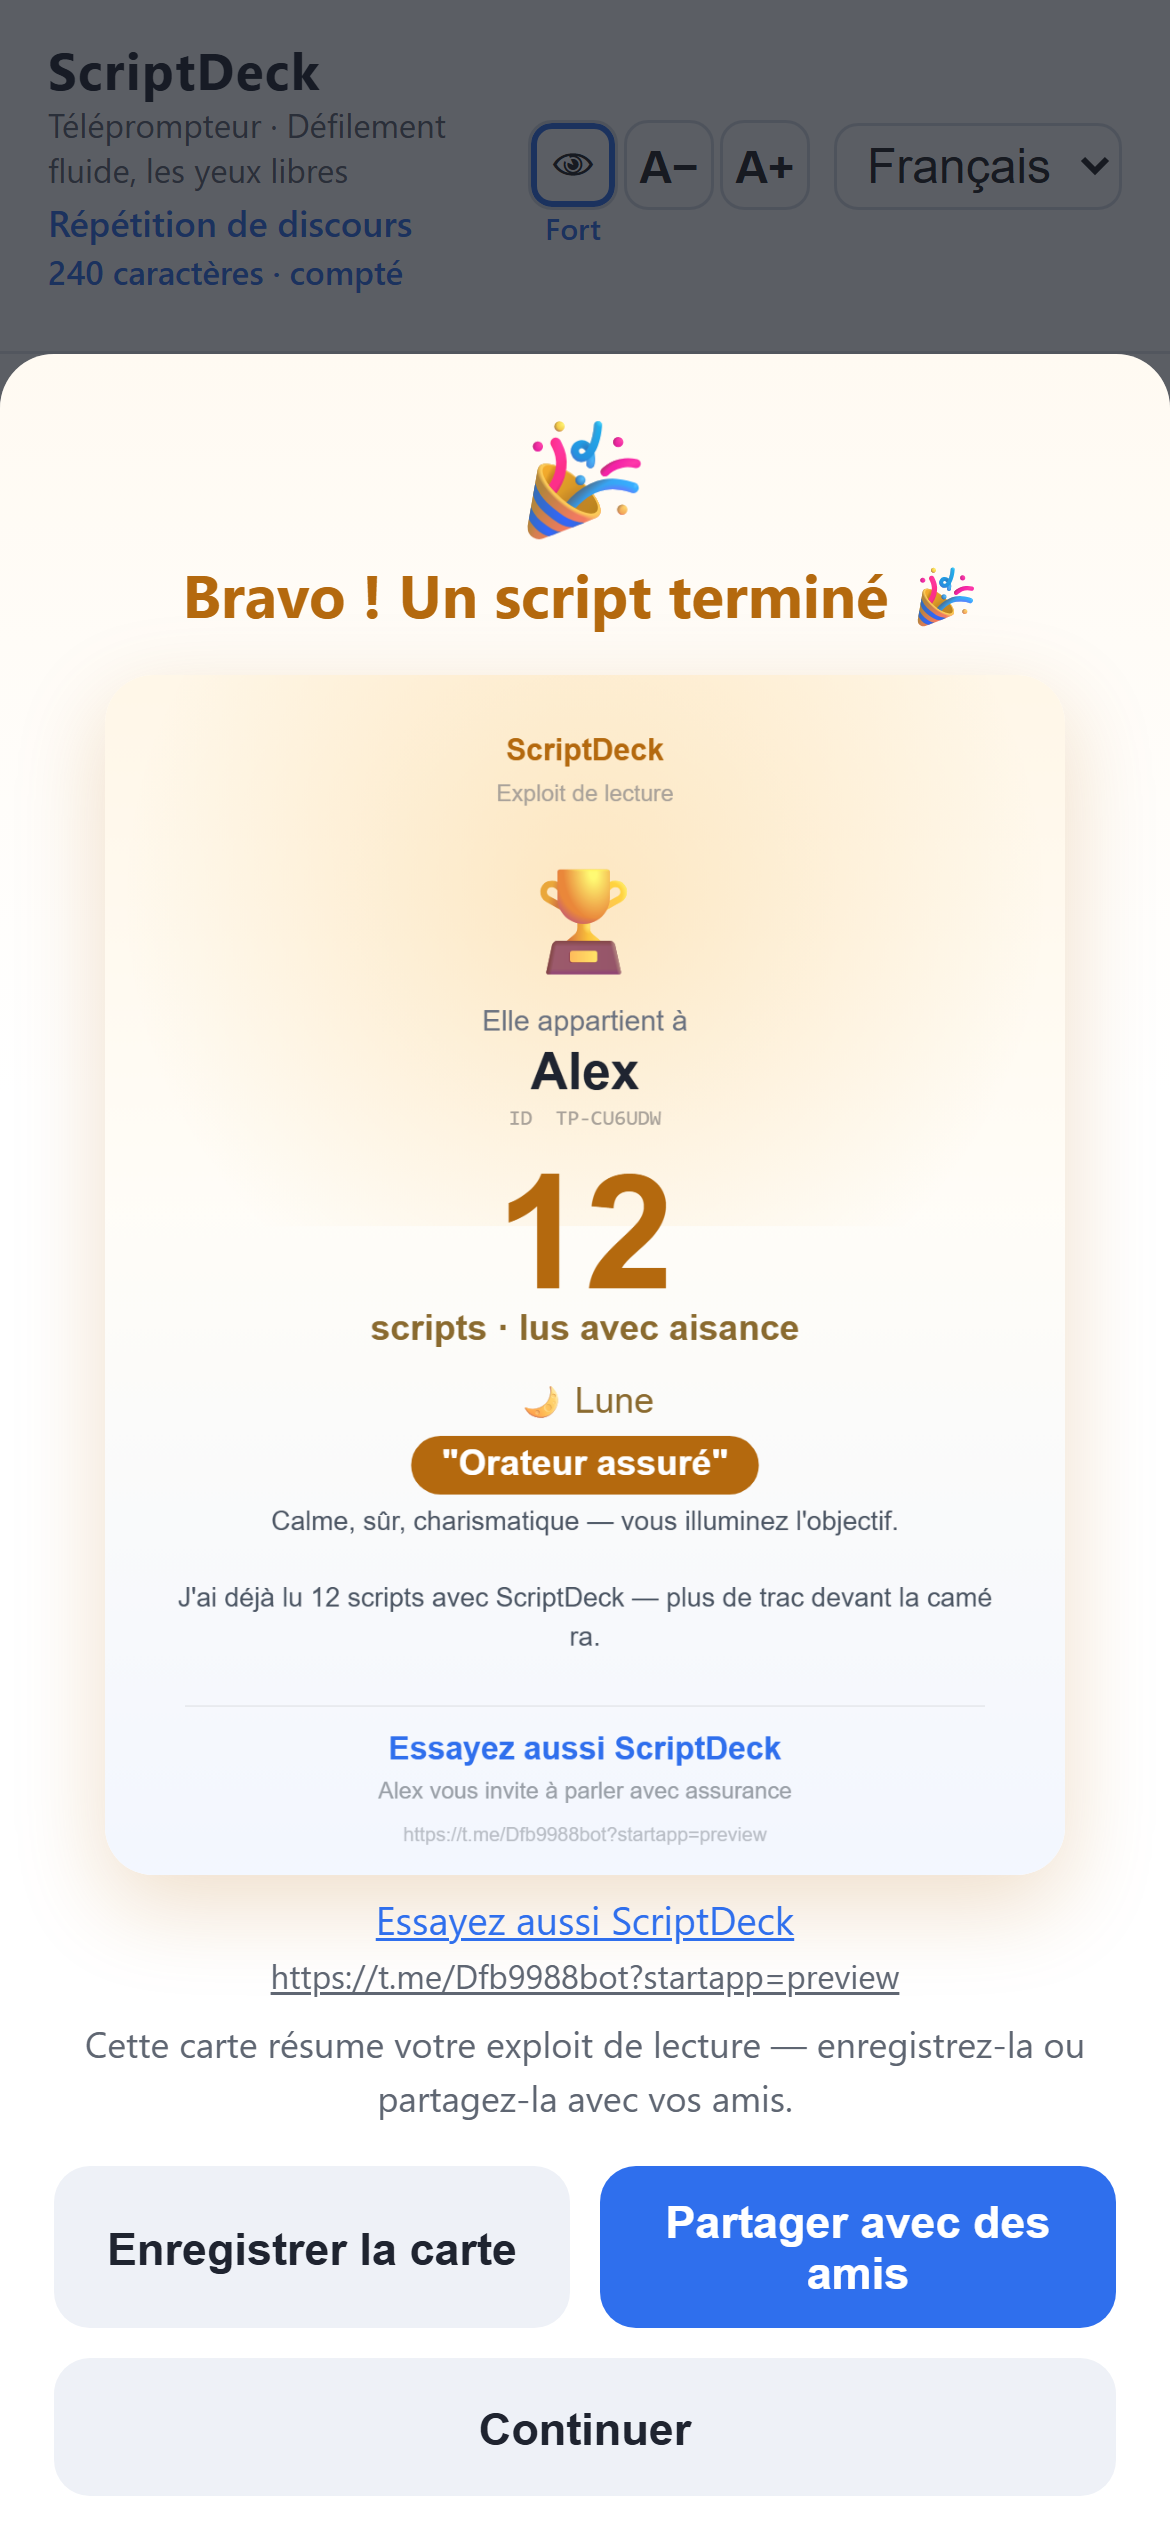 ScriptDeck
Téléprompteur · Défilement
fluide, les yeux libres
Répétition de discours
240 caractères · compté
A−
A+
Français
Fort
Bravo ! Un script terminé
ScriptDeck
Exploit de lecture
Elle appartient à
Alex
ID TP-CU6UDW
12
scripts · lus avec aisance
Lune
"Orateur assuré"
Calme, sûr, charismatique — vous illuminez l'objectif.
J'ai déjà lu 12 scripts avec ScriptDeck — plus de trac devant la camé
ra.
Essayez aussi ScriptDeck
Alex vous invite à parler avec assurance
https://t.me/Dfb9988bot?startapp=preview
Essayez aussi ScriptDeck
https://t.me/Dfb9988bot?startapp=preview
Cette carte résume votre exploit de lecture — enregistrez-la ou
partagez-la avec vos amis.
Enregistrer la carte
Partager avec des
amis
Continuer